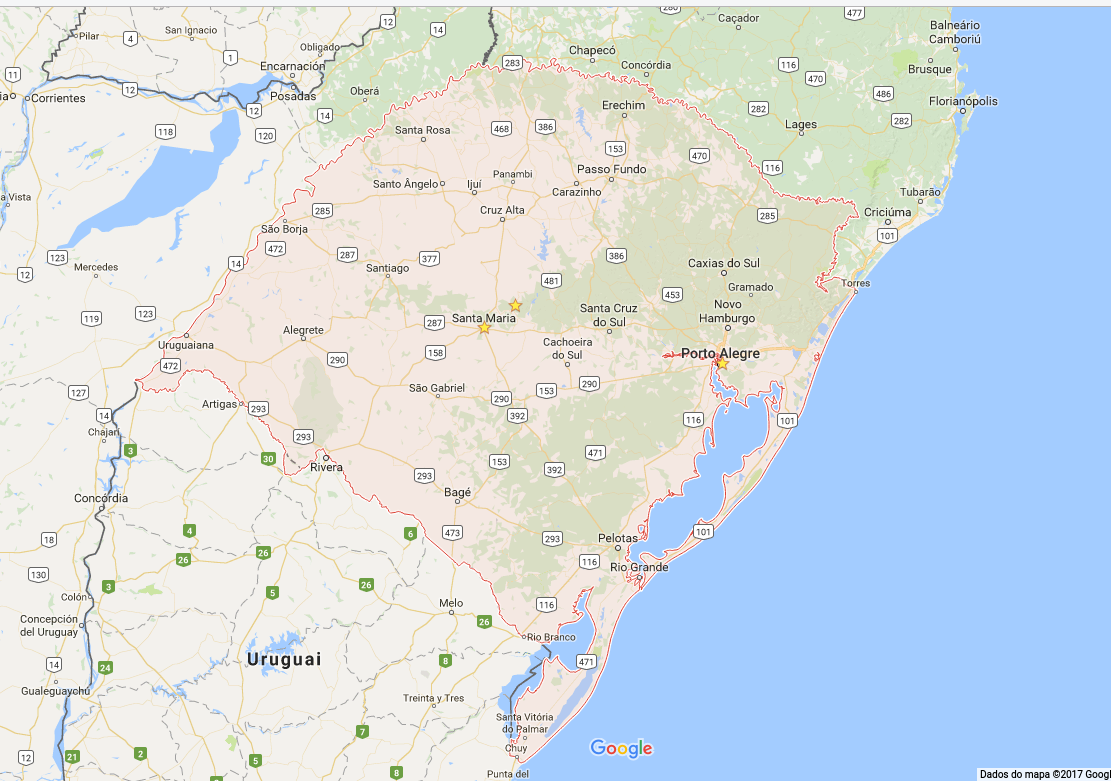 280
477
Pilar
San Ignacio
12
Caçador
Balneário
Camboriú
4
14
Obligado
1
Chapecó
283
Concórdia
116
470
Brusque
11
Encarnación
Posadas
Corrientes
12
12
Oberá
14
Erechim
282
486
Florianópolis
118
120
Santa Rosa
468
386
Lages
282
153
470
116
Passo Fundo
Panambi
Santo Ângelo
Ijuí
Carazinho
a Vista
Tubarão
285
Cruz Alta
285
Criciúma
São Borja
101
472
123
287
377
386
14
Santiago
Caxias do Sul
12
Mercedes
481
Gramado
Torres
453
119
123
Santa Maria
Santa Cruz
do Sul
Novo
Hamburgo
287
Alegrete
Uruguaiana
158
Cachoeira
do Sul
Porto Alegre
290
472
127
São Gabriel
153
290
290
Artigas
293
14
392
116
101
Chajarí
293
3
30
Rivera
153
471
392
293
Bagé
Concordia
4
6
473
101
18
26
26
293
Pelotas
130
116
Rio Grande
3
5
26
Colón
Melo
116
Concepción
del Uruguay
26
Rio Branco
Uruguai
8
471
14
24
Gualeguaychú
Treinta y Tres
Santa Vitória
do Palmar
7
Chuy
Google
12
21
2
5
8
Punta del
Dados do mapa ©2017 Goog